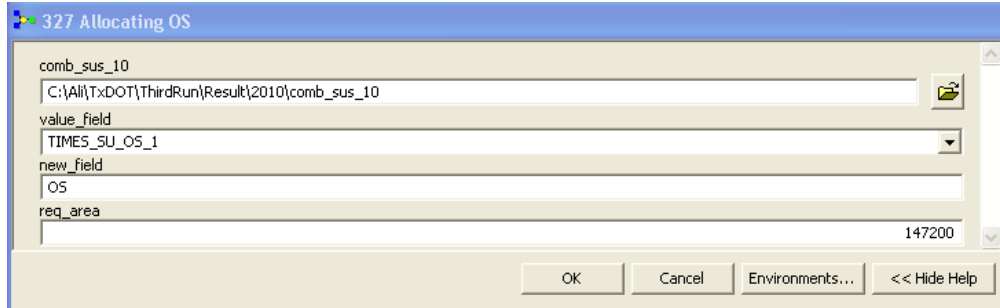 327 Allocating OS
comb_sus_10
C:\Ali\TxDOT\ThirdRun\Result\2010\comb_sus_10
value_field
TIMES_SU_OS_1
new_field
OS
req_area
147200
OK Cancel Environments... << Hide Help